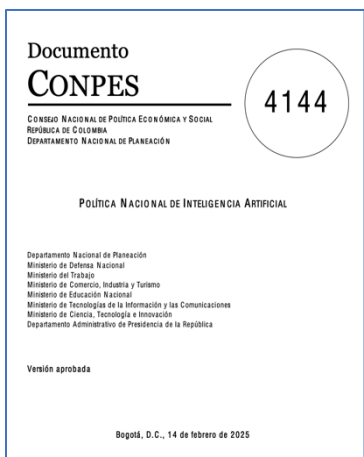 Documento
CONPES
CONSEJO NACIONAL DE POLÍTICA ECONÓMICA Y SOCIAL
REPÚBLICA DE COLOMBIA
DEPARTAMENTO NACIONAL DE PLANEACIÓN
4144
POLÍTICA NACIONAL DE INTELIGENCIA ARTIFICIAL
Departamento Nacional de Planeación
Ministerio de Defensa Nacional
Ministerio del Trabajo
Ministerio de Comercio, Industria y Turismo
Ministerio de Educación Nacional
Ministerio de Tecnologías de la Información y las Comunicaciones
Ministerio de Ciencia, Tecnología e Innovación
Departamento Administrativo de Presidencia de la República
Versión aprobada
Bogotá, D.C., 14 de febrero de 2025